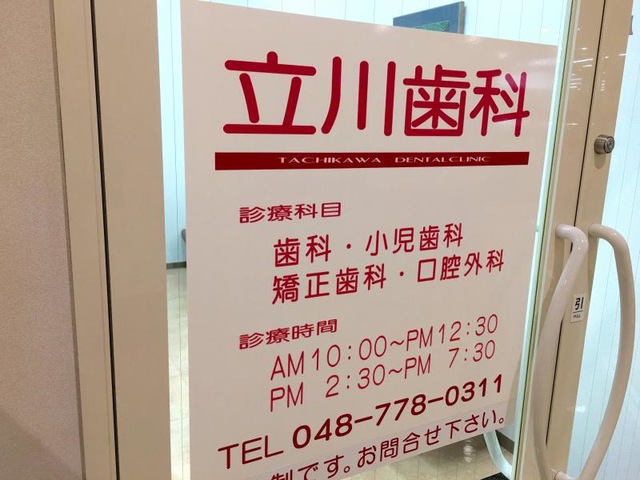 立川歯科
TACHIKAWA DENTALCLINIC
診療科目
歯科・小児歯科
矯正歯科・口腔外科
診療時間
AM10:00~PM12:30
PM 2:30~PM 7:30
TEL 048-778-0311
制です。お問合せ下さい。
引